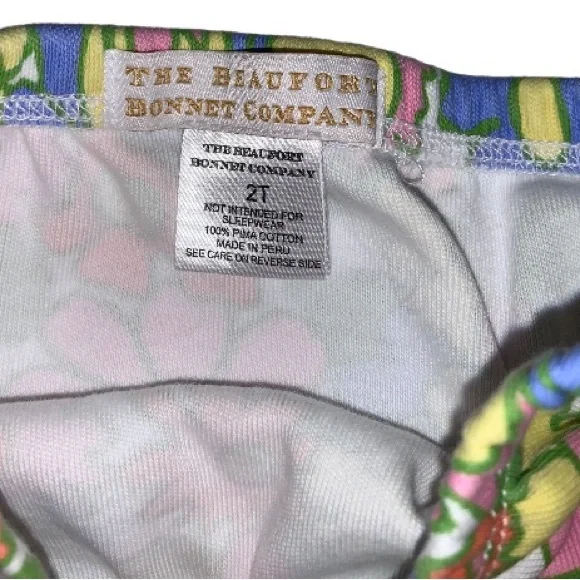 THE BEAUFORT
BONNET COMPANY
THE BEAUFORT
BONNET COMPANY
2T
NOT INTENDED FOR
SLEEPWEAR
100% PIMA COTTON
MADE IN PERU
SEE CARE ON REVERSE SIDE